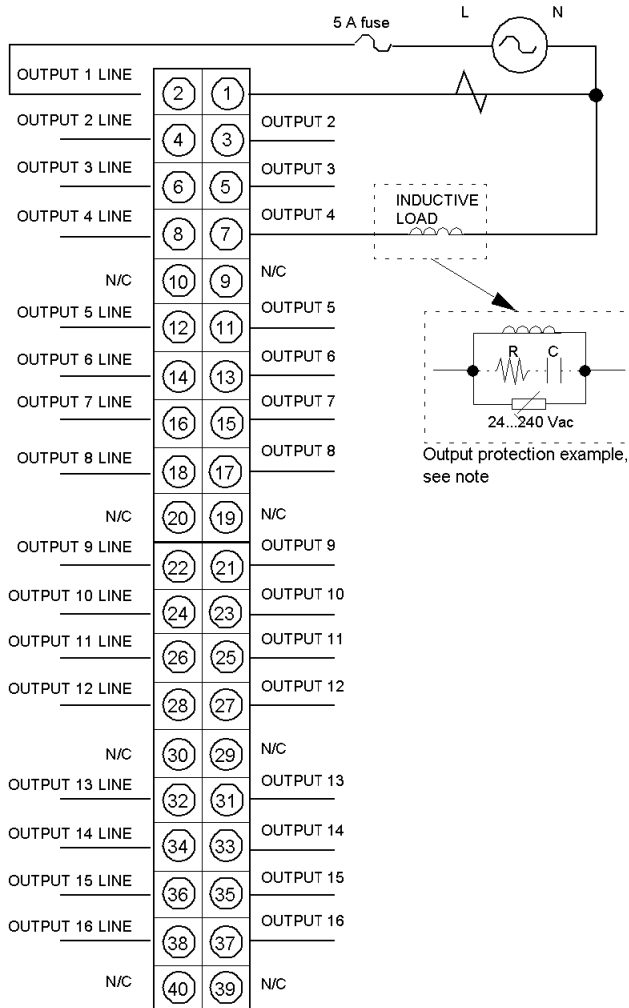 5 A fuse L N
OUTPUT 1 LINE 2 1
OUTPUT 2 LINE 4 3 OUTPUT 2
OUTPUT 3 LINE 6 5 OUTPUT 3
OUTPUT 4 LINE 8 7 OUTPUT 4
INDUCTIVE
LOAD
N/C 10 9 N/C
OUTPUT 5 LINE 12 11 OUTPUT 5
OUTPUT 6 LINE 14 13 OUTPUT 6
R C
OUTPUT 7 LINE 16 15 OUTPUT 7
24...240 Vac
OUTPUT 8 LINE 18 17 OUTPUT 8
Output protection example,
see note
N/C 20 19 N/C
OUTPUT 9 LINE 22 21 OUTPUT 9
OUTPUT 10 LINE 24 23 OUTPUT 10
OUTPUT 11 LINE 26 25 OUTPUT 11
OUTPUT 12 LINE 28 27 OUTPUT 12
N/C 30 29 N/C
OUTPUT 13 LINE 32 31 OUTPUT 13
OUTPUT 14 LINE 34 33 OUTPUT 14
OUTPUT 15 LINE 36 35 OUTPUT 15
OUTPUT 16 LINE 38 37 OUTPUT 16
N/C 40 39 N/C